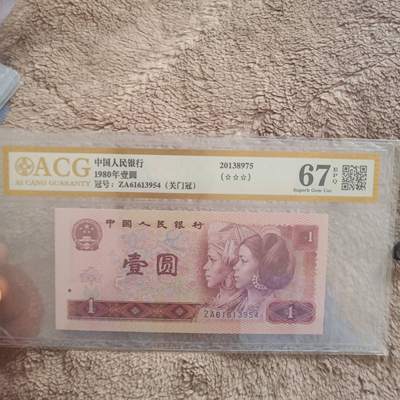 ACG
AI CANG GUARANTY
中国人民银行
1980年壹圆
冠号：ZA61613954（关门冠）
20138975
(☆☆☆)
67 EPQ
Superb Gem Unc
中国人民银行
壹圆
1
1
1
ZA61613954